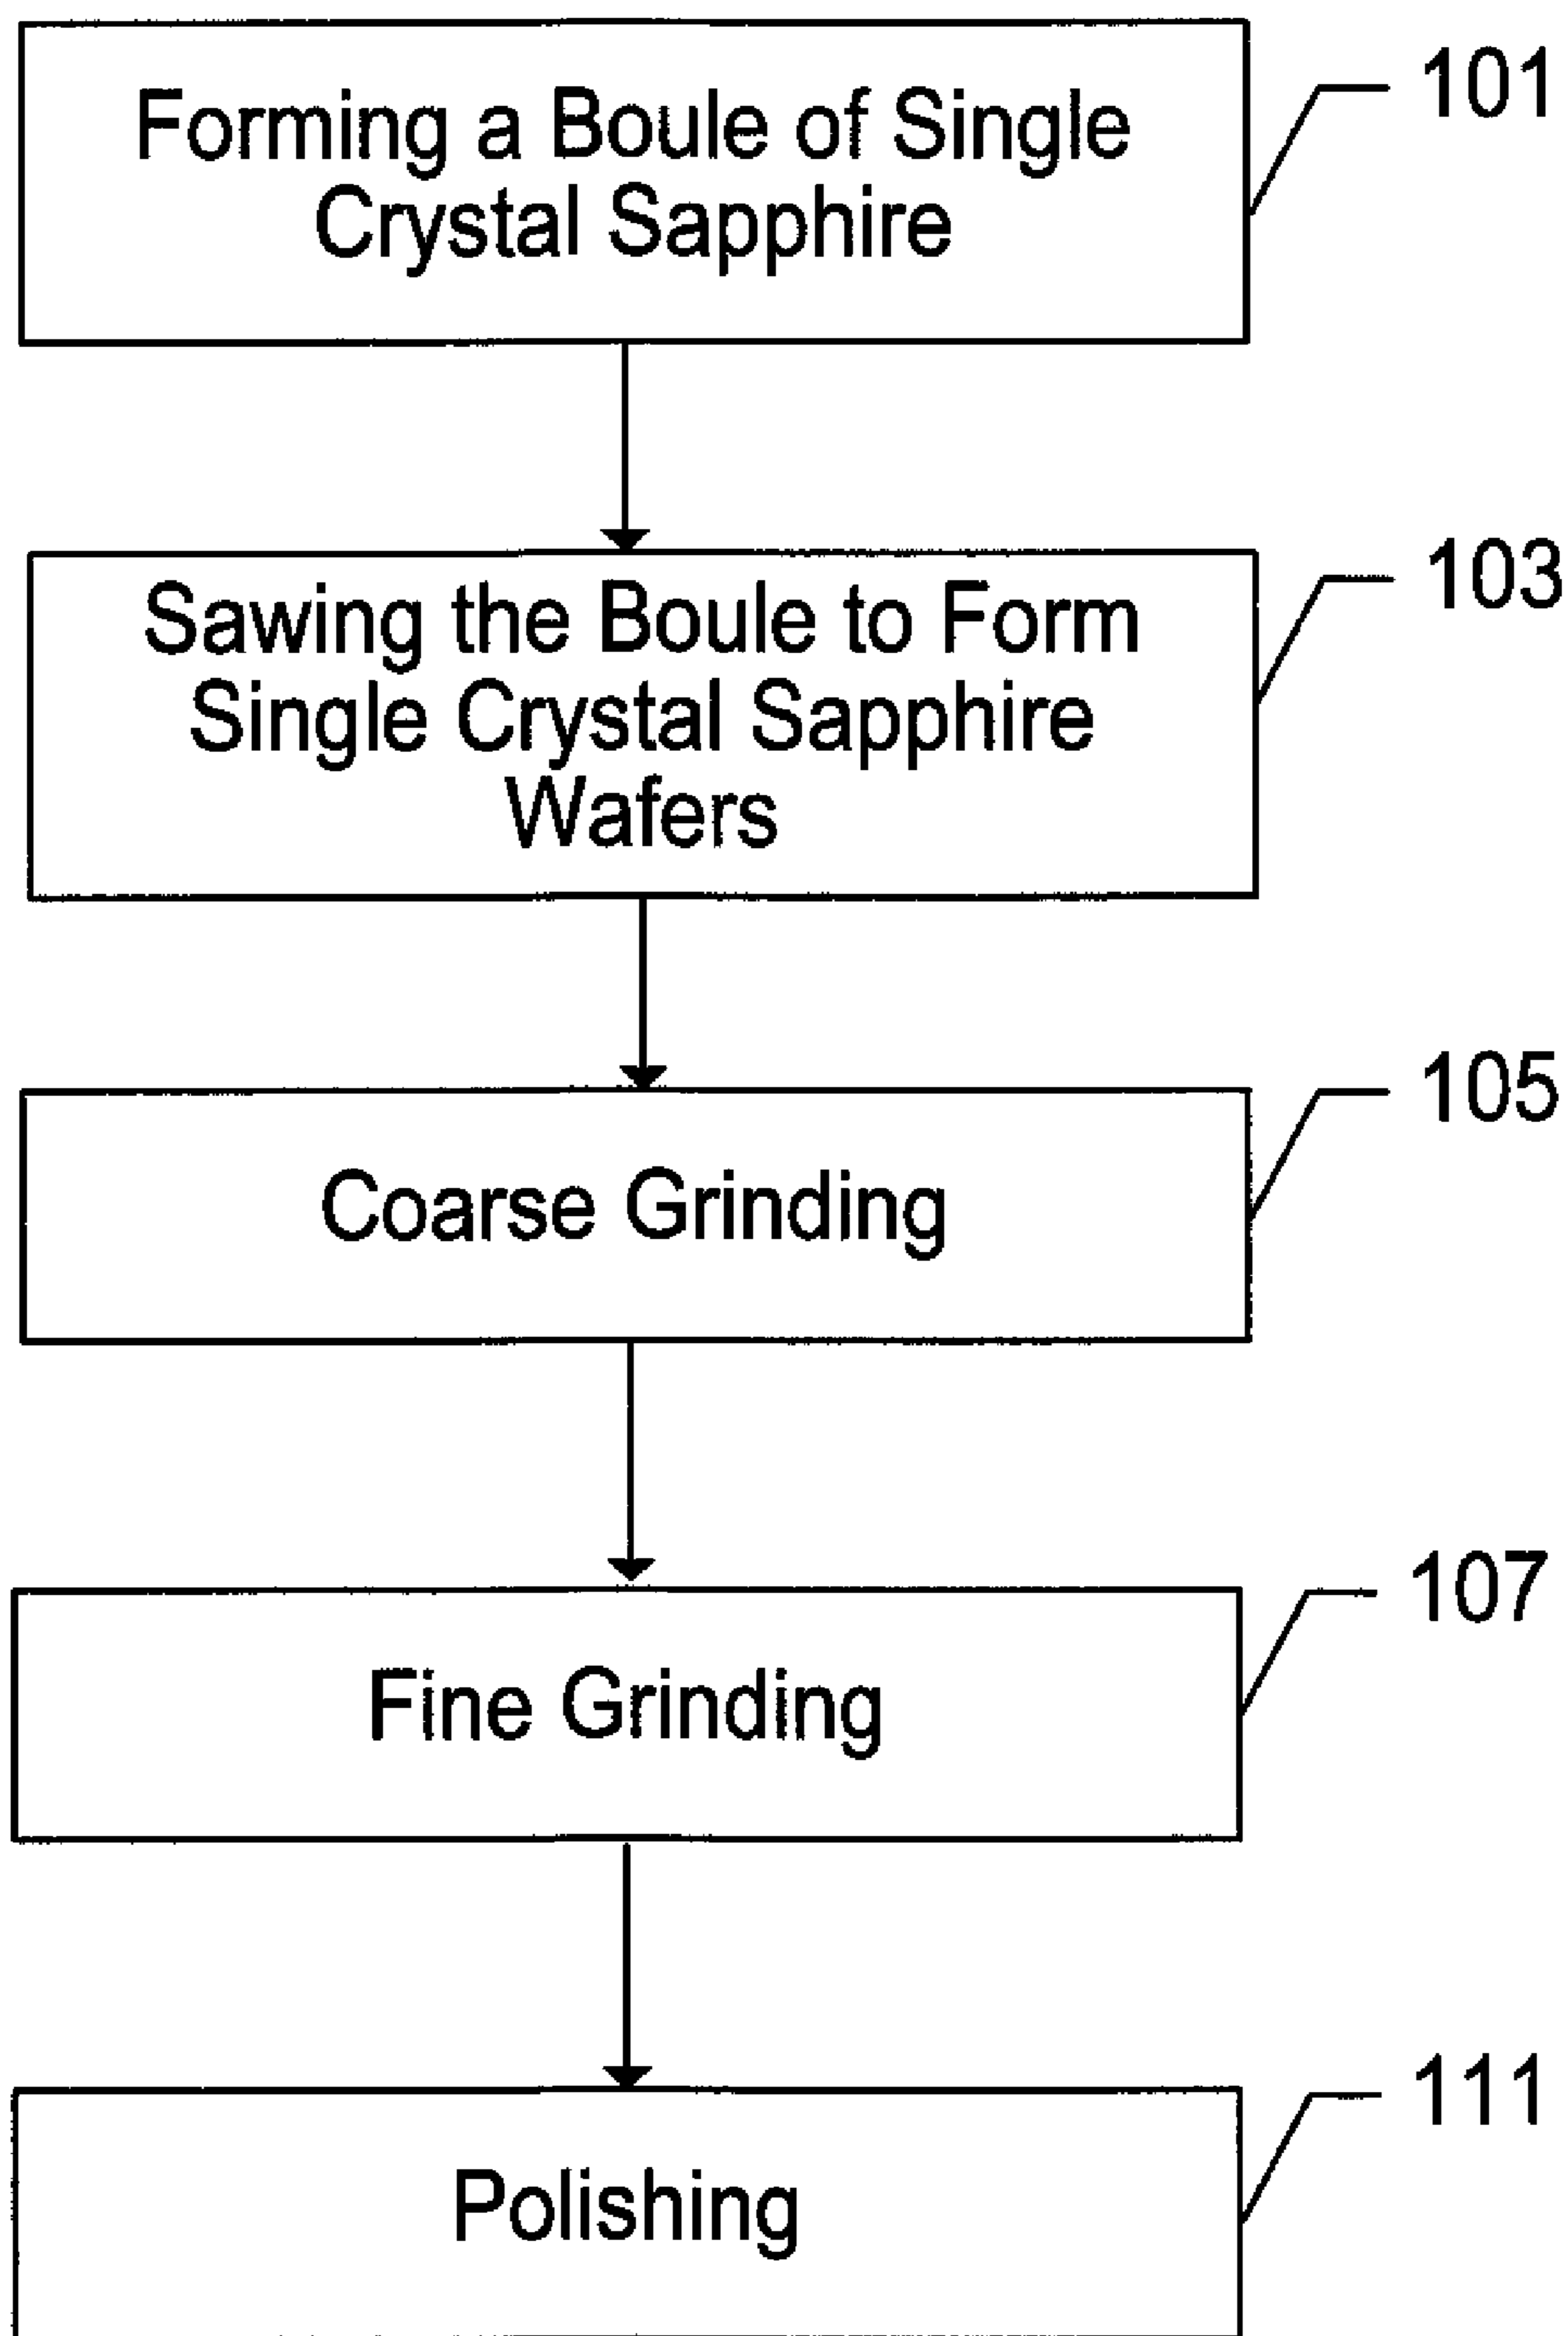 Forming a Boule of Single
Crystal Sapphire
101
Sawing the Boule to Form
Single Crystal Sapphire
Wafers
103
Coarse Grinding
105
Fine Grinding
107
Polishing
111